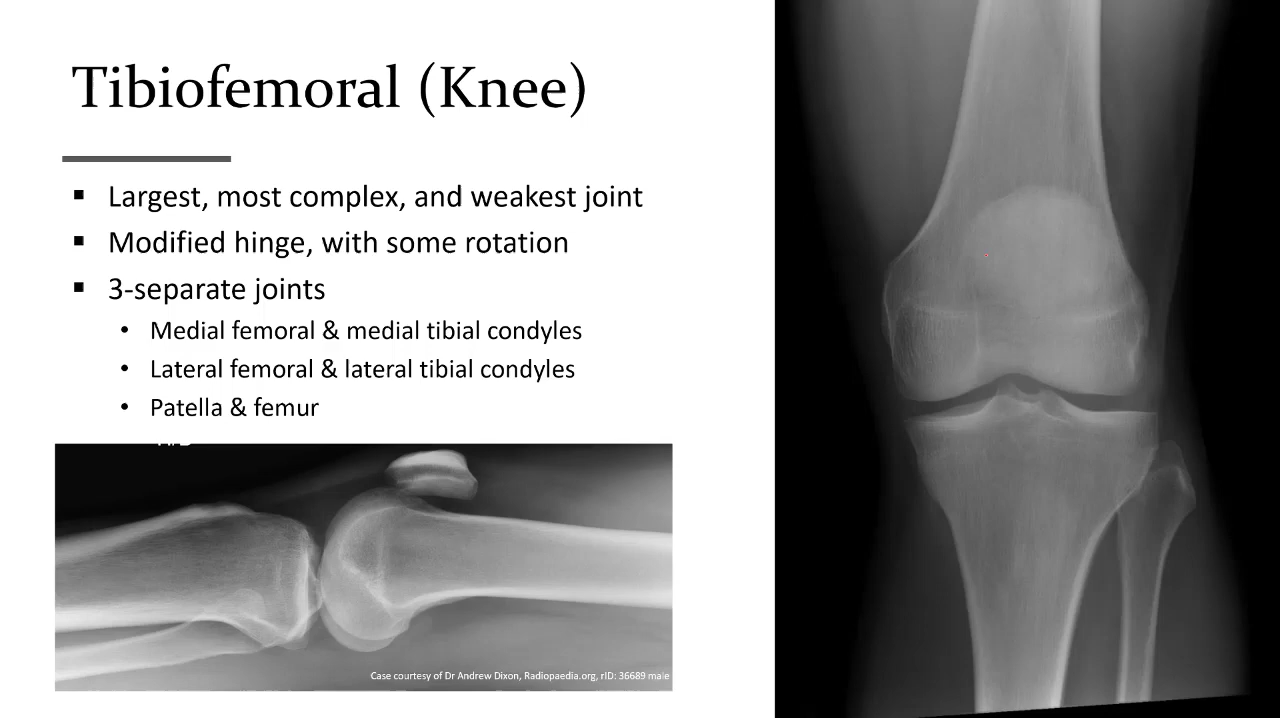 Tibiofemoral (Knee)
▪ Largest, most complex, and weakest joint
▪ Modified hinge, with some rotation
▪ 3-separate joints
• Medial femoral & medial tibial condyles
• Lateral femoral & lateral tibial condyles
• Patella & femur
Case courtesy of Dr Andrew Dixon, Radiopaedia.org, rID: 36689 male